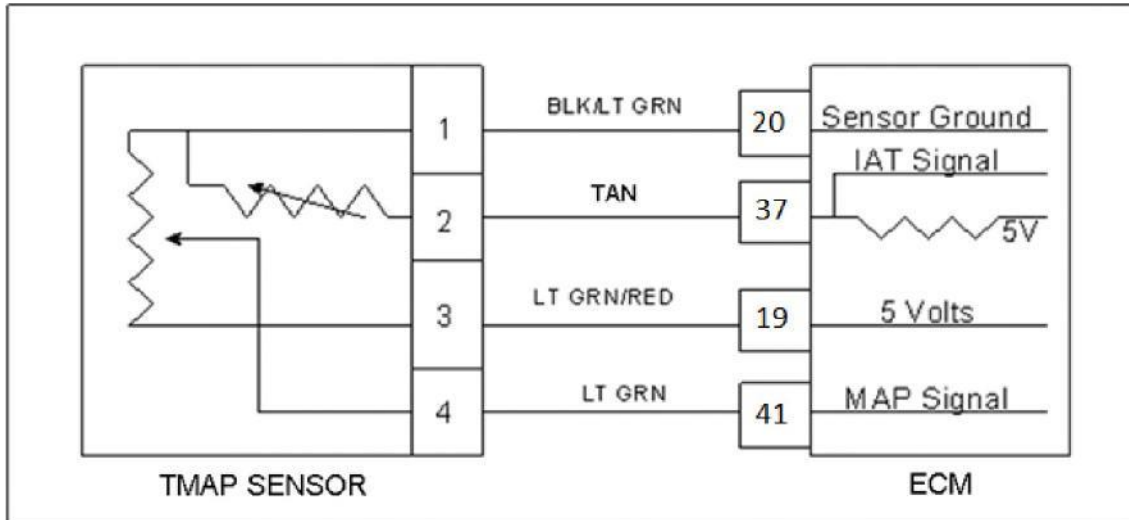 BLK/LT GRN
1
20
Sensor Ground
IAT Signal
TAN
2
37
5V
LT GRN/RED
3
19
5 Volts
LT GRN
4
41
MAP Signal
TMAP SENSOR
ECM